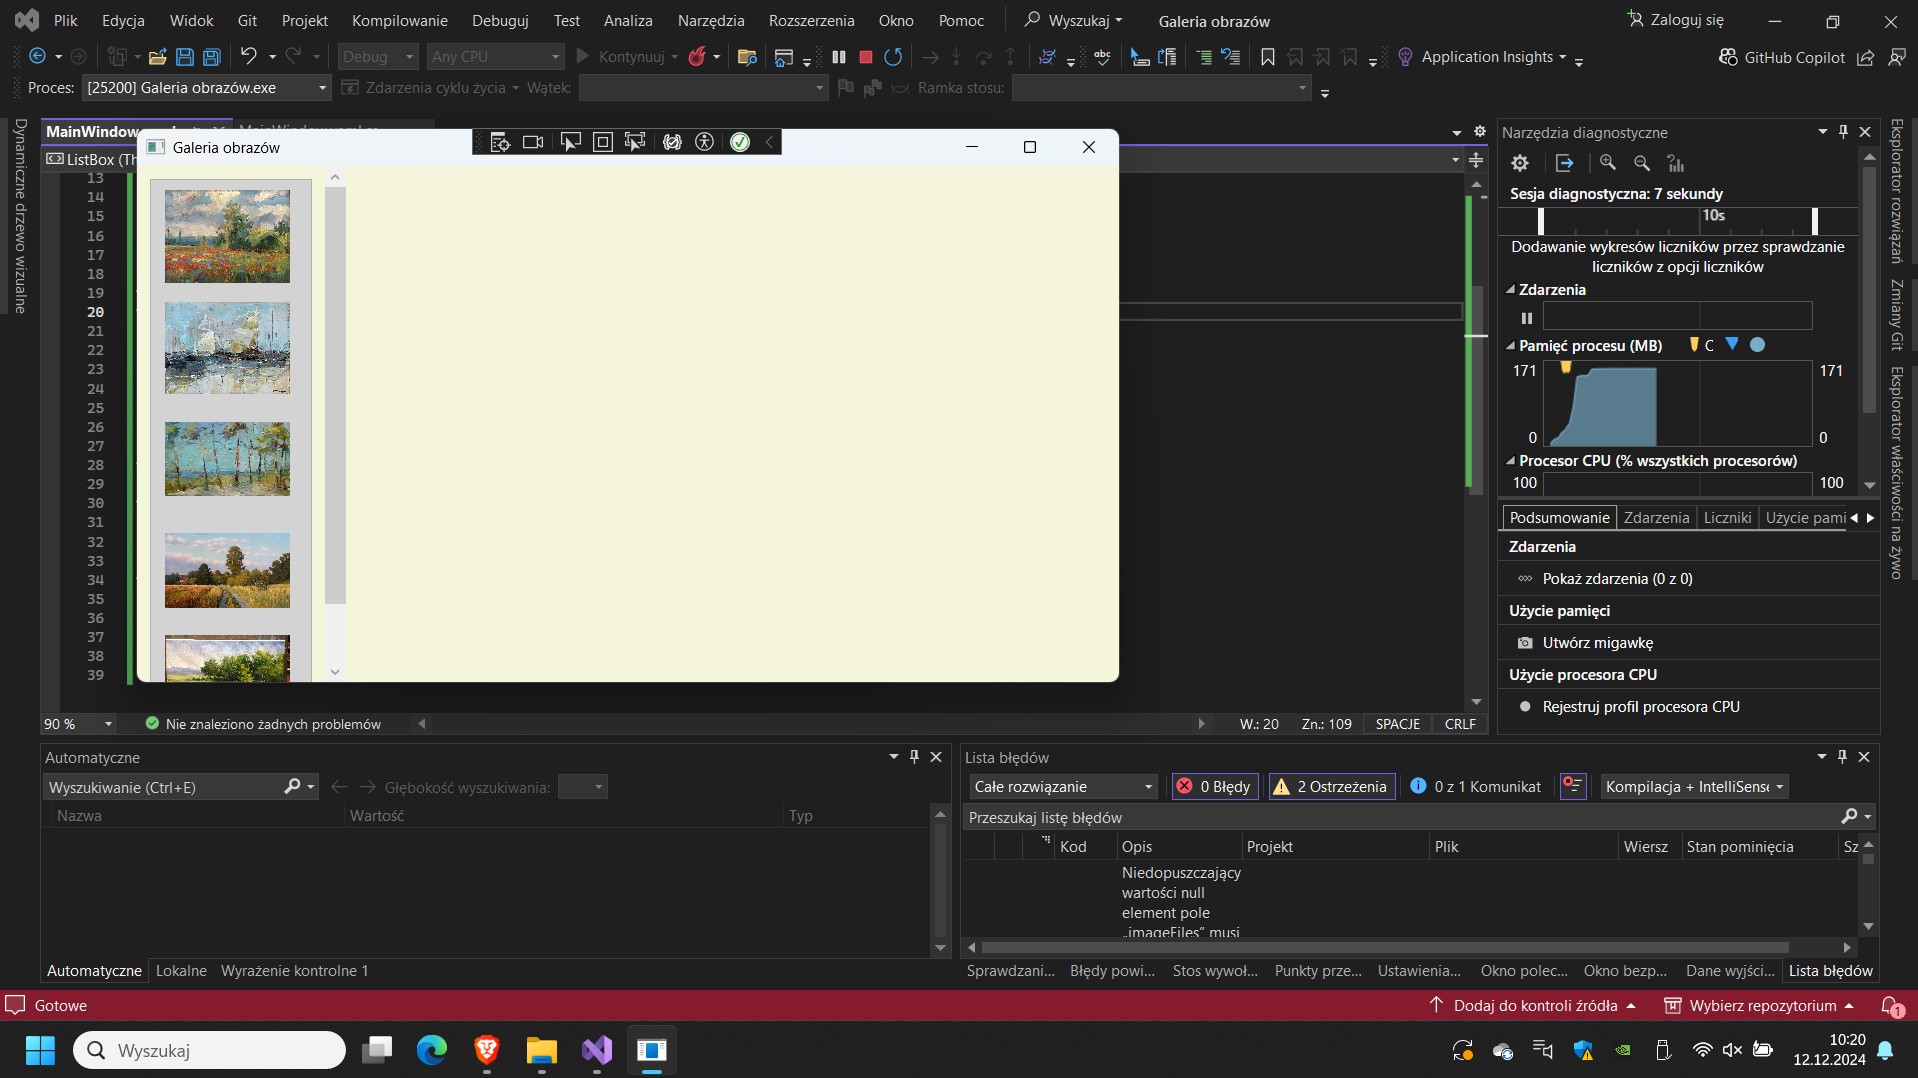 Plik Edycja Widok Git Projekt Kompilowanie Debuguj Test Analiza Narzędzia Rozszerzenia Okno Pomoc Wyszukaj Galeria obrazów Zaloguj się
Debug Any CPU Kontynuuj Application Insights GitHub Copilot
Proces: [25200] Galeria obrazów.exe Zdarzenia cyklu życia Wątek: Ramka stosu:
Dynamiczne drzewo wizualne
MainWindow
ListBox (Th
Galeria obrazów
13
14
15
16
17
18
19
20
21
22
23
24
25
26
27
28
29
30
31
32
33
34
35
36
37
38
39
90 % Nie znaleziono żadnych problemów W.: 20 Zn.: 109 SPACJE CRLF
Narzędzia diagnostyczne
Sesja diagnostyczna: 7 sekundy
10s
Dodawanie wykresów liczników przez sprawdzanie
liczników z opcji liczników
Zdarzenia
Pamięć procesu (MB) C
171 171
0 0
Procesor CPU (% wszystkich procesorów)
100 100
Podsumowanie Zdarzenia Liczniki Użycie pami
Zdarzenia
Pokaż zdarzenia (0 z 0)
Użycie pamięci
Utwórz migawkę
Użycie procesora CPU
Rejestruj profil procesora CPU
Eksplorator rozwiązań
Zmiany Git
Eksplorator właściwości na żywo
Automatyczne
Wyszukiwanie (Ctrl+E) Głębokość wyszukiwania:
Nazwa Wartość Typ
Automatyczne Lokalne Wyrażenie kontrolne 1
Lista błędów
Całe rozwiązanie 0 Błędy 2 Ostrzeżenia 0 z 1 Komunikat Kompilacja + IntelliSense
Przeszukaj listę błędów
Kod Opis Projekt Plik Wiersz Stan pominięcia Sz
Niedopuszczający
wartości null
element pole
„imageFiles” musi
Sprawdzani... Błędy powi... Stos wywoł... Punkty prze... Ustawienia... Okno polec... Okno bezp... Dane wyjści... Lista błędów
Gotowe Dodaj do kontroli źródła Wybierz repozytorium 1
Wyszukaj
10:20
12.12.2024